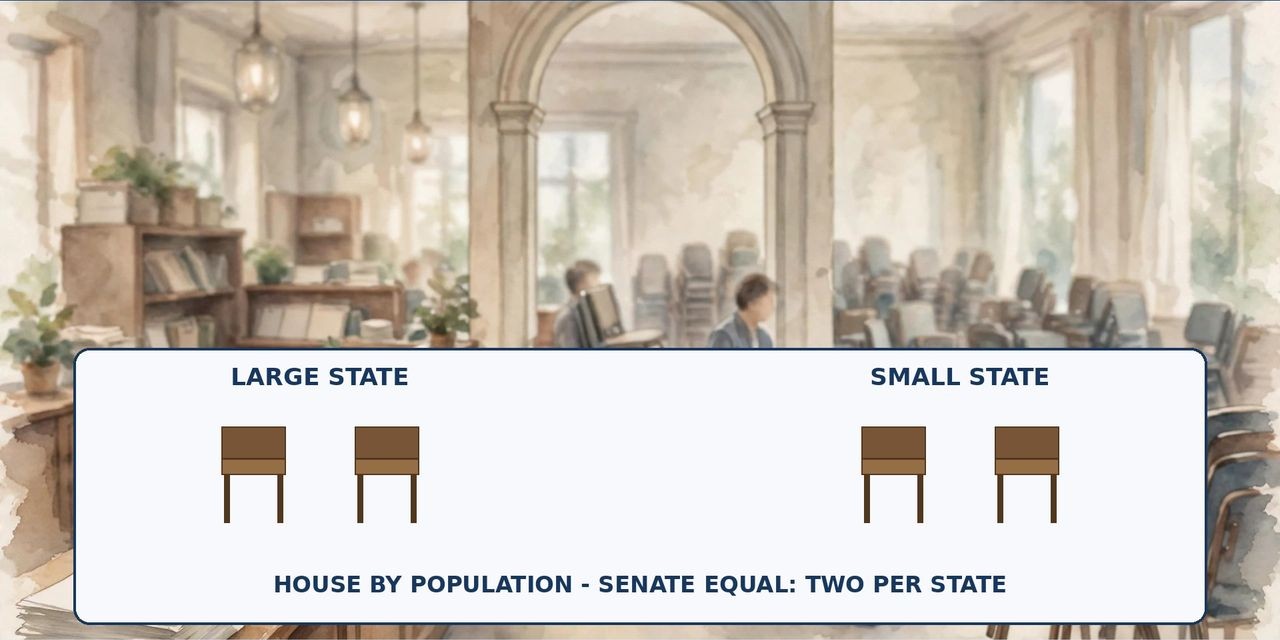 LARGE STATE
SMALL STATE
HOUSE BY POPULATION - SENATE EQUAL: TWO PER STATE